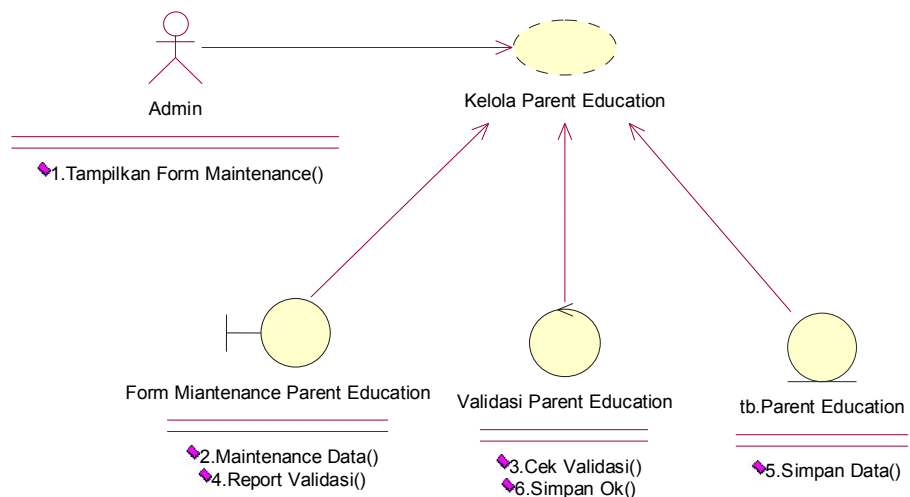 Admin
Kelola Parent Education
1.Tampilkan Form Maintenance()
Form Miantenance Parent Education
2.Maintenance Data()
4.Report Validasi()
Validasi Parent Education
3.Cek Validasi()
6.Simpan Ok()
tb.Parent Education
5.Simpan Data()